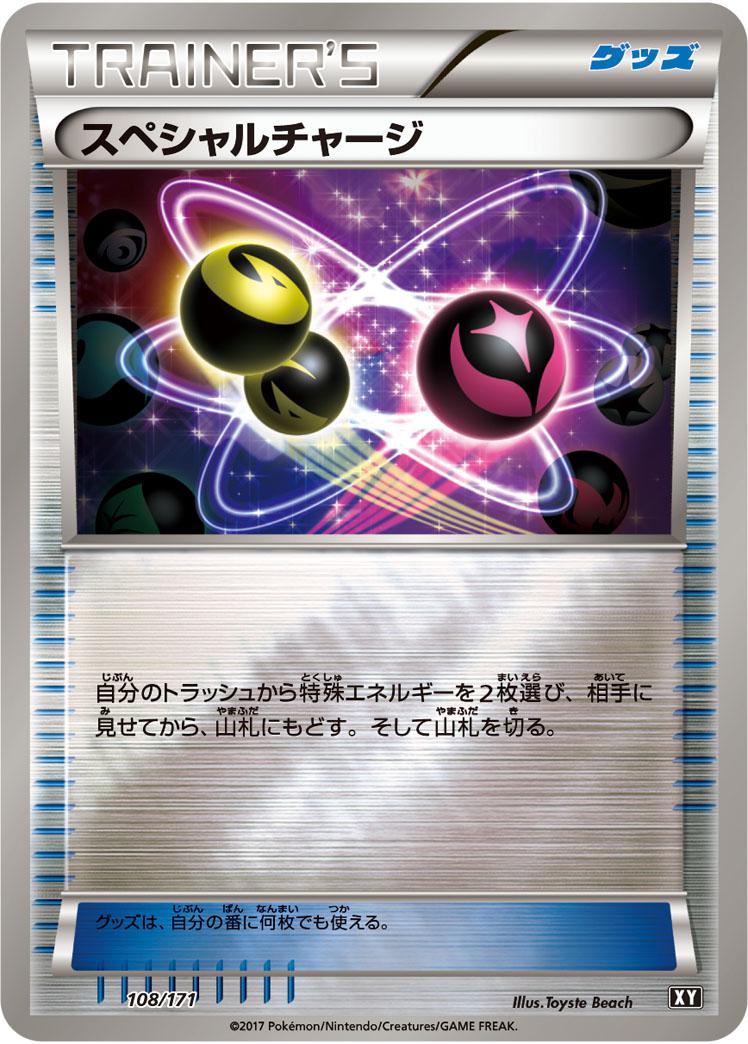 TRAINER'S
グッズ
スペシャルチャージ
自分のトラッシュから特殊エネルギーを2枚選び、相手に
見せてから、山札にもどす。そして山札を切る。
グッズは、自分の番に何枚でも使える。
108/171
Illus.Toyste Beach
XY
©2017 Pokémon/Nintendo/Creatures/GAME FREAK.